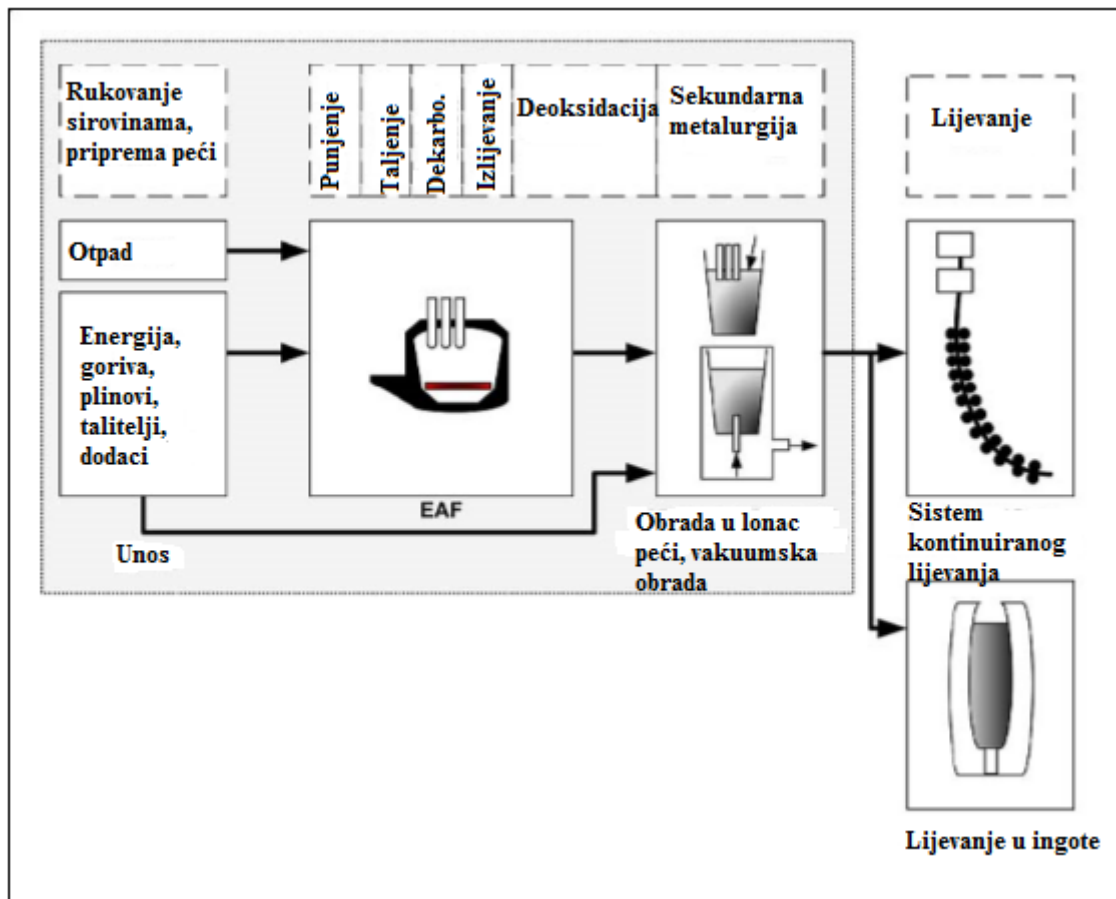 Rukovanje
sirovinama,
priprema peći
Punjenje
Taljenje
Dekarbo.
Izlijevanje
Deoksidacija
Sekundarna
metalurgija
Lijevanje
Otpad
Energija,
goriva,
plinovi,
talitelji,
dodaci
EAF
Unos
Obrada u lonac
peći, vakuumska
obrada
Sistem
kontinuiranog
lijevanja
Lijevanje u ingote